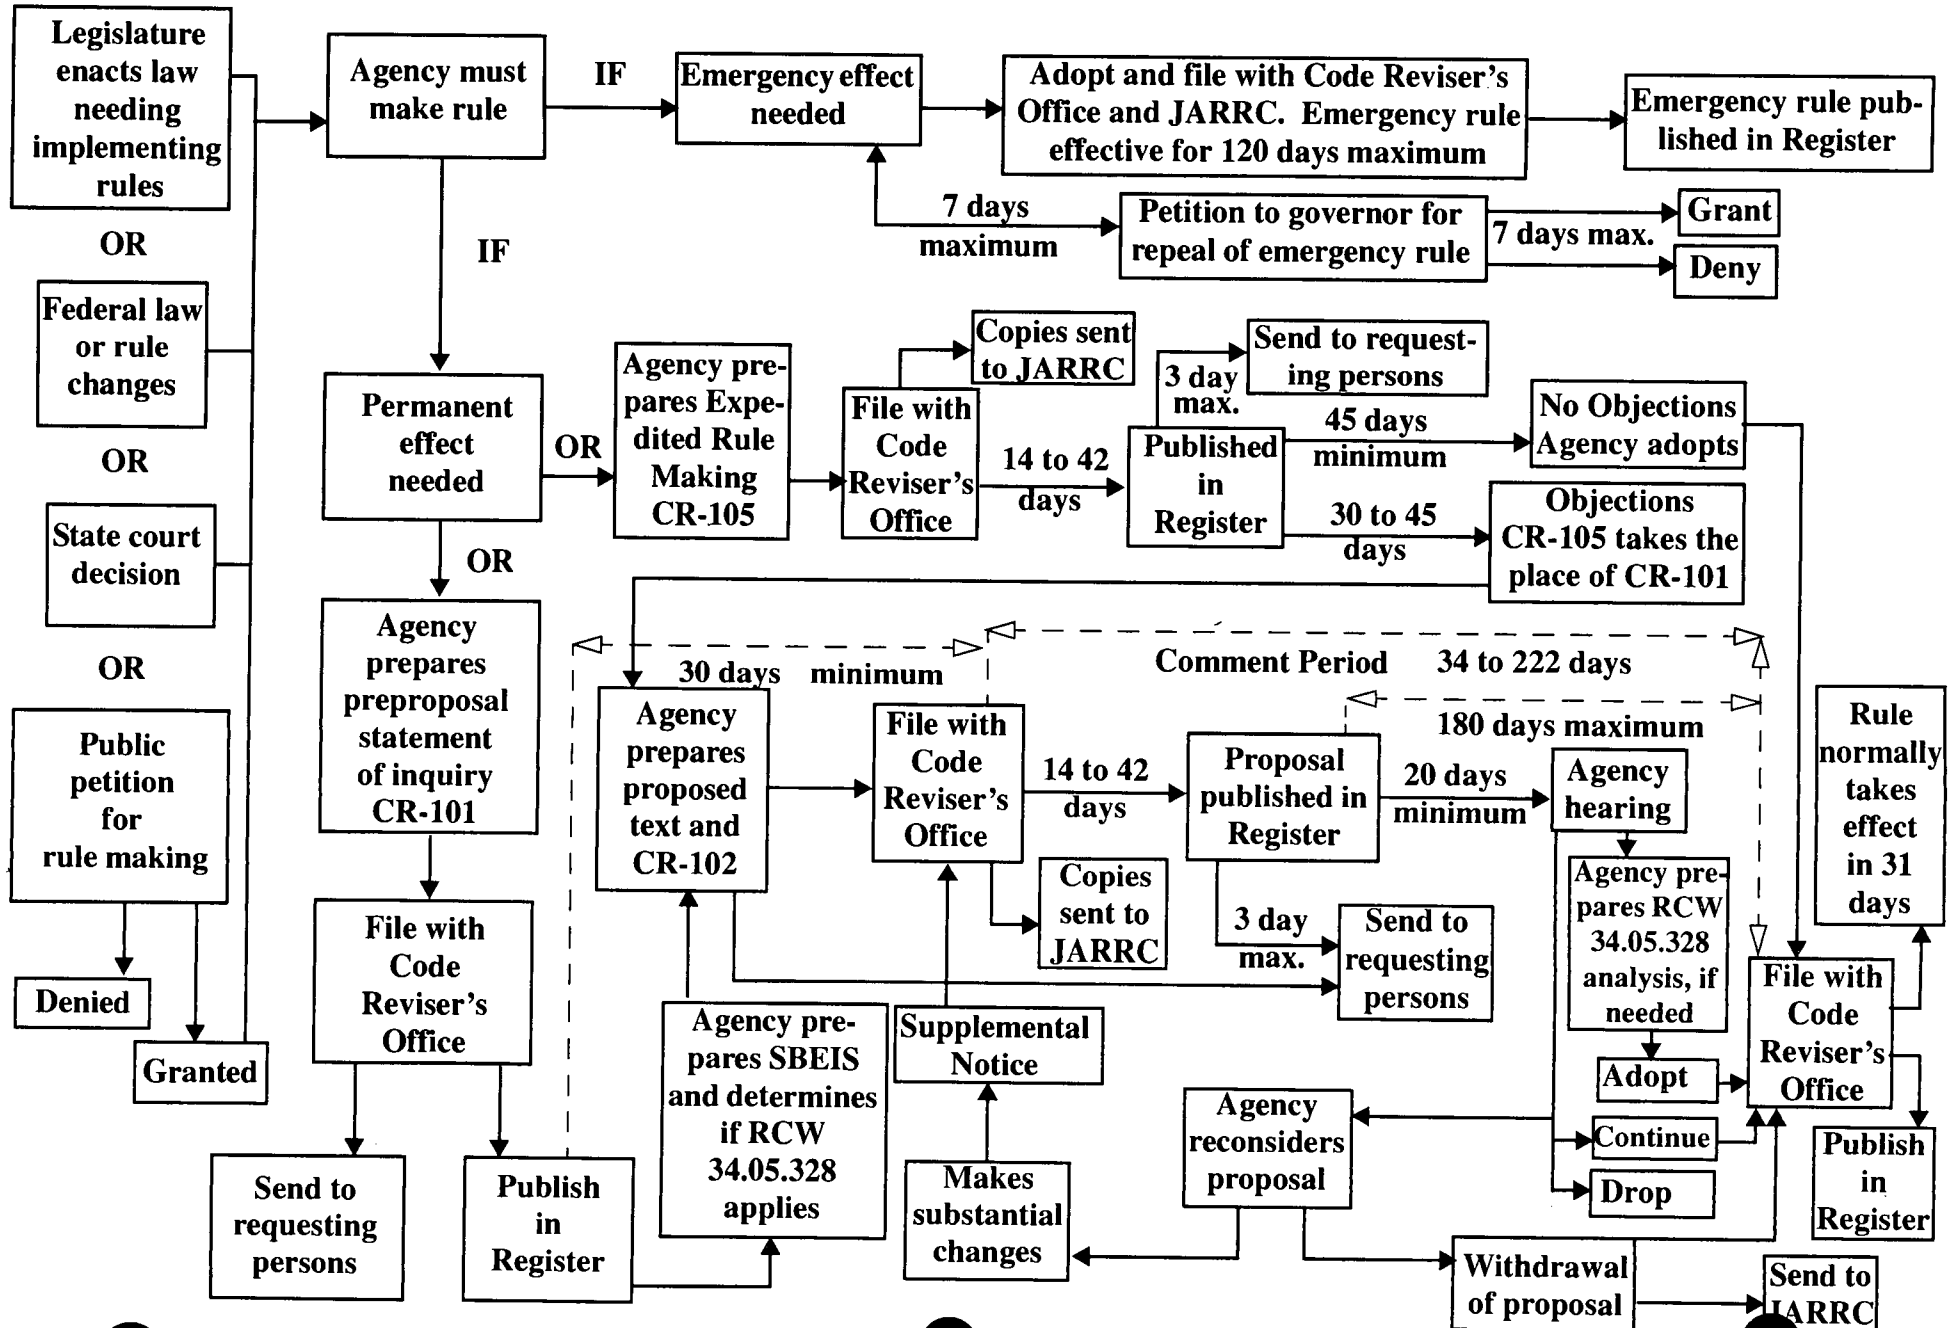 Legislature
enacts law
needing
implementing
rules
OR
Federal law
or rule
changes
OR
State court
decision
OR
Public
petition
for
rule making
Denied
Granted
Agency must
make rule
IF
Emergency effect
needed
Adopt and file with Code Reviser's
Office and JARRC.  Emergency rule
effective for 120 days maximum
Emergency rule pub-
lished in Register
7 days
maximum
Petition to governor for
repeal of emergency rule
7 days max.
Grant
Deny
IF
Permanent
effect
needed
OR
Agency pre-
pares Expe-
dited Rule
Making
CR-105
File with
Code
Reviser's
Office
Copies sent
to JARRC
14 to 42
days
Published
in
Register
3 day
max.
Send to request-
ing persons
45 days
minimum
No Objections
Agency adopts
30 to 45
days
Objections
CR-105 takes the
place of CR-101
OR
Agency
prepares
preproposal
statement
of inquiry
CR-101
File with
Code
Reviser's
Office
Send to
requesting
persons
Publish
in
Register
30 days minimum
Comment Period 34 to 222 days
180 days maximum
Agency
prepares
proposed
text and
CR-102
File with
Code
Reviser's
Office
14 to 42
days
Proposal
published in
Register
20 days
minimum
Agency
hearing
Copies
sent to
JARRC
3 day
max.
Send to
requesting
persons
Agency pre-
pares RCW
34.05.328
analysis, if
needed
Adopt
Continue
Drop
Agency pre-
pares SBEIS
and determines
if RCW
34.05.328
applies
Supplemental
Notice
Makes
substantial
changes
Agency
reconsiders
proposal
Withdrawal
of proposal
Send to
JARRC
File with
Code
Reviser's
Office
Rule
normally
takes
effect
in 31
days
Publish
in
Register